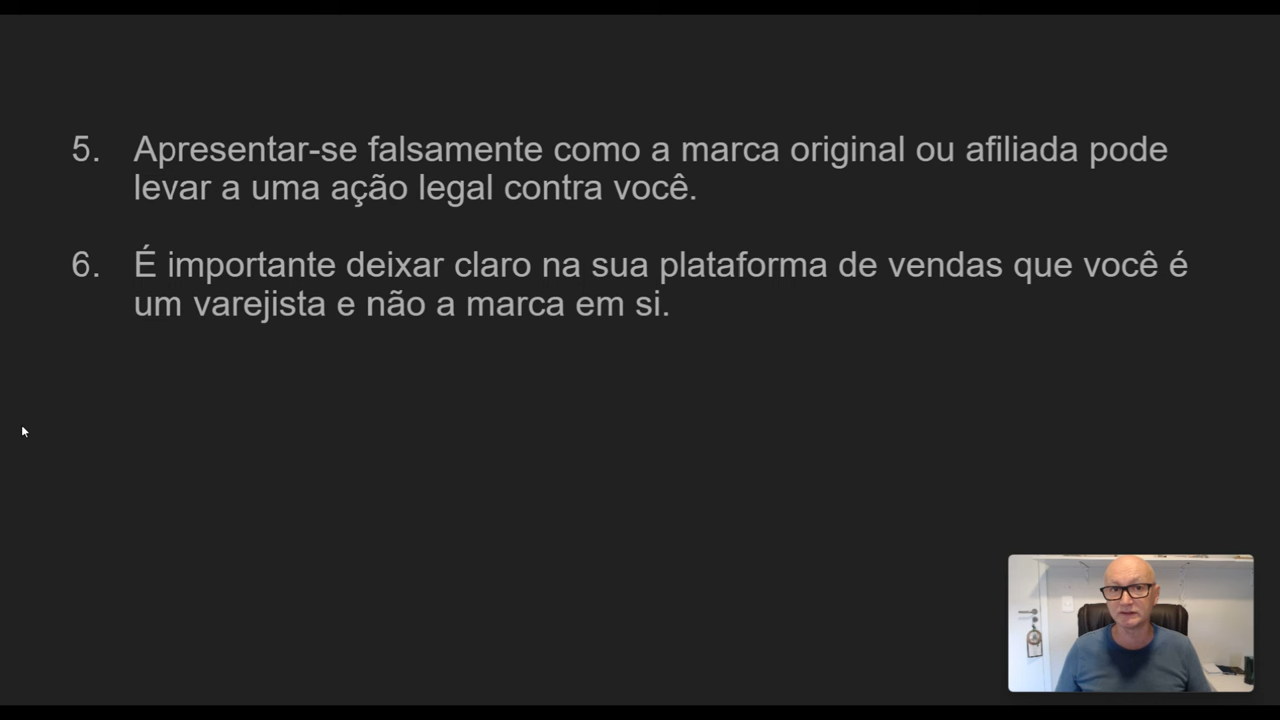 5. Apresentar-se falsamente como a marca original ou afiliada pode
levar a uma ação legal contra você.
6. É importante deixar claro na sua plataforma de vendas que você é
um varejista e não a marca em si.